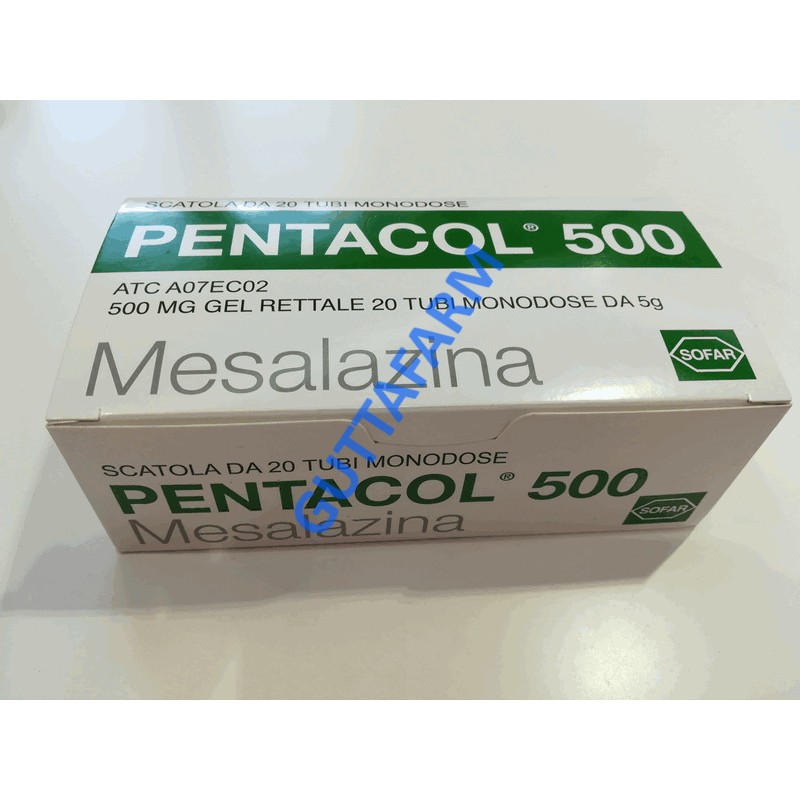 SCATOLA DA 20 TUBI MONODOSE
PENTACOL® 500
ATC A07EC02
500 MG GEL RETTALE 20 TUBI MONODOSE DA 5g
Mesalazina
SOFAR
SCATOLA DA 20 TUBI MONODOSE
PENTACOL® 500
Mesalazina
SOFAR
GUTTAFARM